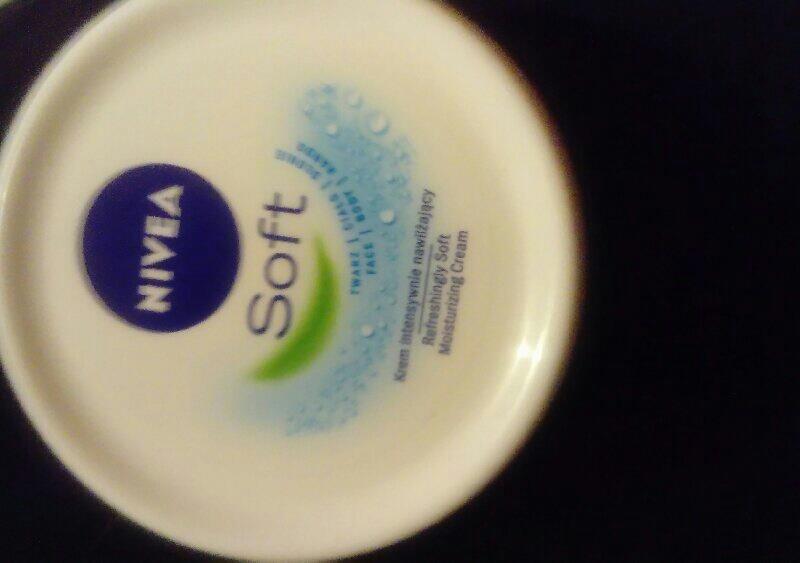 NIVEA
Soft
TWARZ | CIAŁO | DŁONIE
FACE | BODY | HANDS
Krem intensywnie nawilżający
Refreshingly Soft
Moisturizing Cream